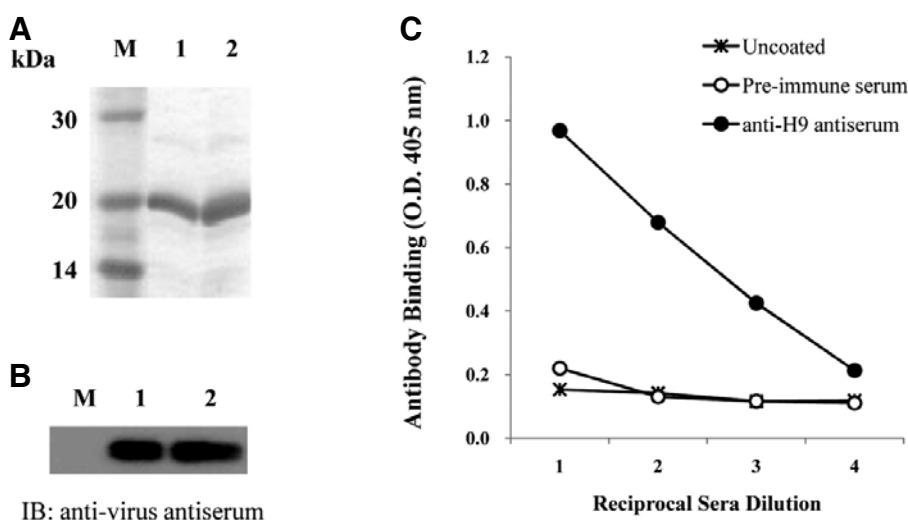 A
kDa
M 1 2
30
20
14
B
M 1 2
IB: anti-virus antiserum
C
Uncoated
Pre-immune serum
anti-H9 antiserum
Antibody Binding (O.D. 405 nm)
1.2
1.0
0.8
0.6
0.4
0.2
0.0
1 2 3 4
Reciprocal Sera Dilution